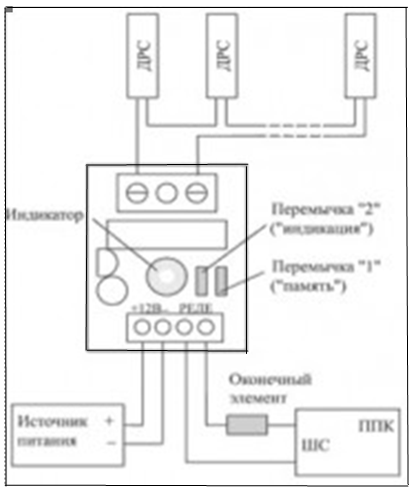 ДРС ДРС ДРС
Индикатор
Перемычка "2"
("индикация")
Перемычка "1"
("память")
+12В– РЕЛЕ
Оконечный
элемент
Источник +
питания –
ППК
ШС